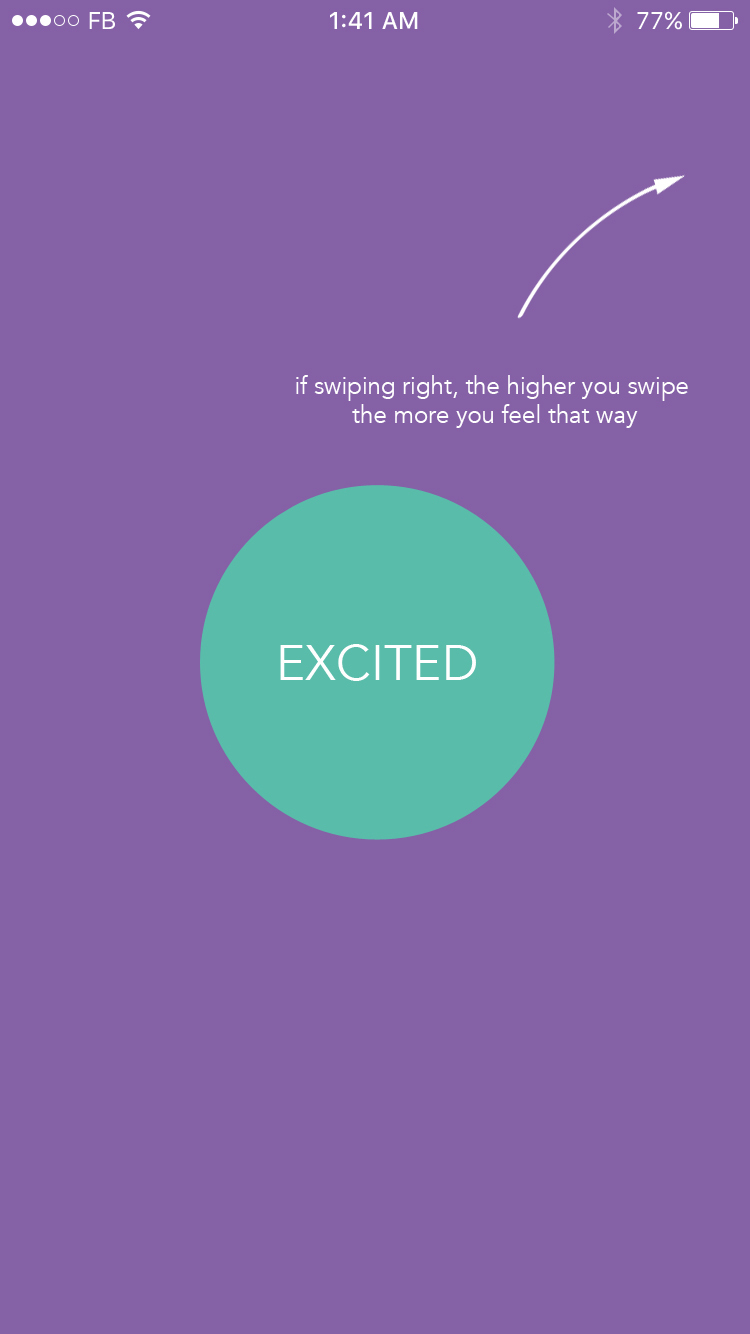 FB 1:41 AM 77%
if swiping right, the higher you swipe
the more you feel that way
EXCITED